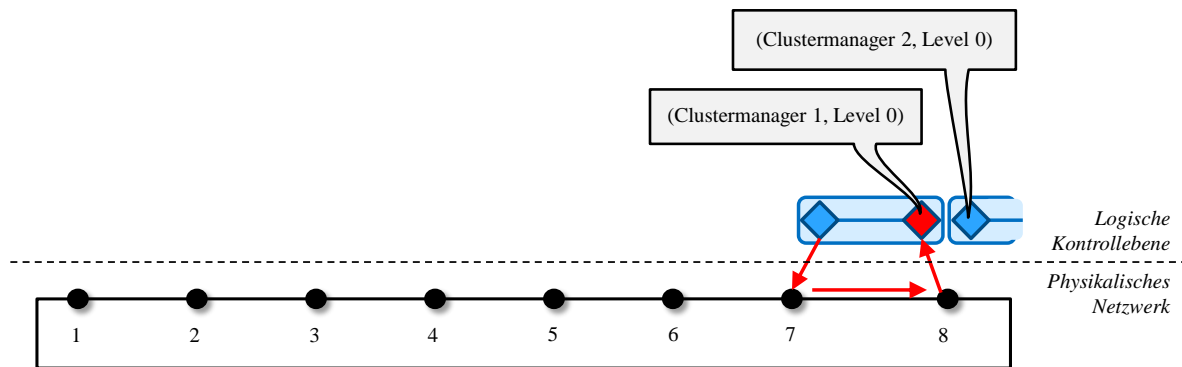 (Clustermanager 2, Level 0)
(Clustermanager 1, Level 0)
Logische
Kontrollebene
Physikalisches
Netzwerk
1 2 3 4 5 6 7 8